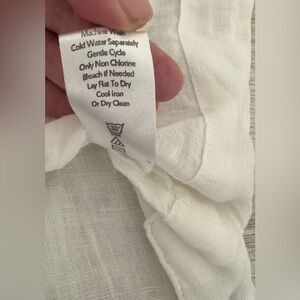 Machine Wash
Cold Water Separately
Gentle Cycle
Only Non Chlorine
Bleach if Needed
Lay Flat To Dry
Cool Iron
Or Dry Clean